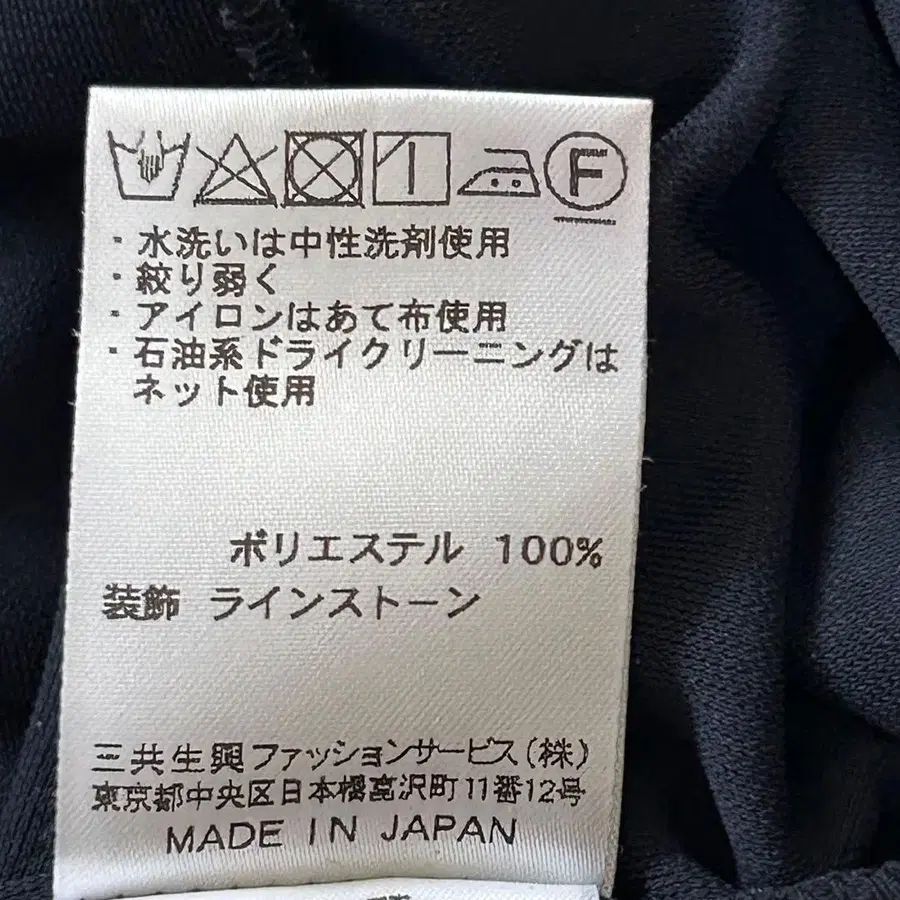 F
・水洗いは中性洗剤使用
・絞り弱く
・アイロンはあて布使用
・石油系ドライクリーニングは
ネット使用
ポリエステル 100%
装飾 ラインストーン
三共生興ファッションサービス(株)
東京都中央区日本橋富沢町11番12号
MADE IN JAPAN